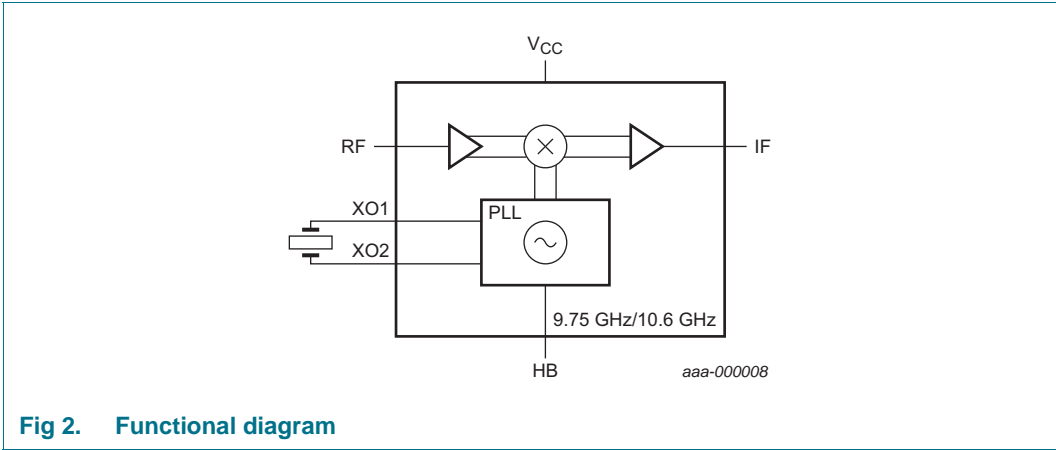 VCC
RF
IF
XO1
PLL
XO2
9.75 GHz/10.6 GHz
HB
aaa-000008
Fig 2. Functional diagram